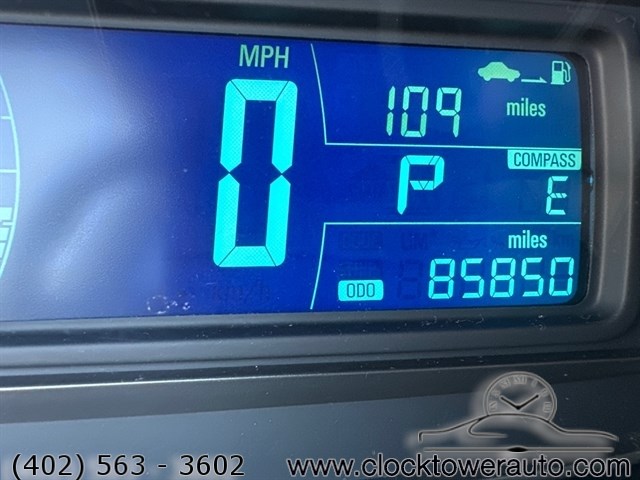 MPH
0
109 miles
P
COMPASS
E
miles
ODO 85850
(402) 563 - 3602 www.clocktowerauto.com